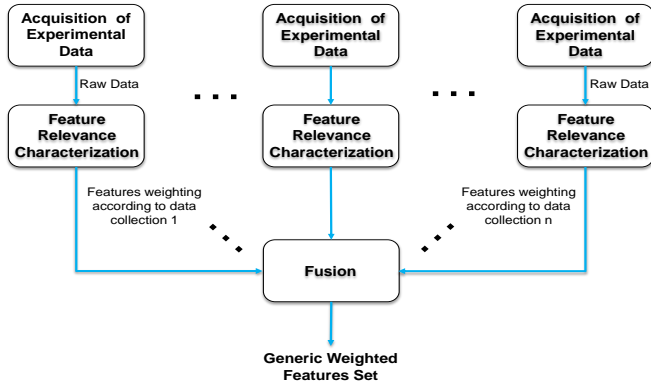 Acquisition of
Experimental
Data
Acquisition of
Experimental
Data
Acquisition of
Experimental
Data
Raw Data
Raw Data
Feature
Relevance
Characterization
Feature
Relevance
Characterization
Feature
Relevance
Characterization
Features weighting
according to data
collection 1
Features weighting
according to data
collection n
Fusion
Generic Weighted
Features Set